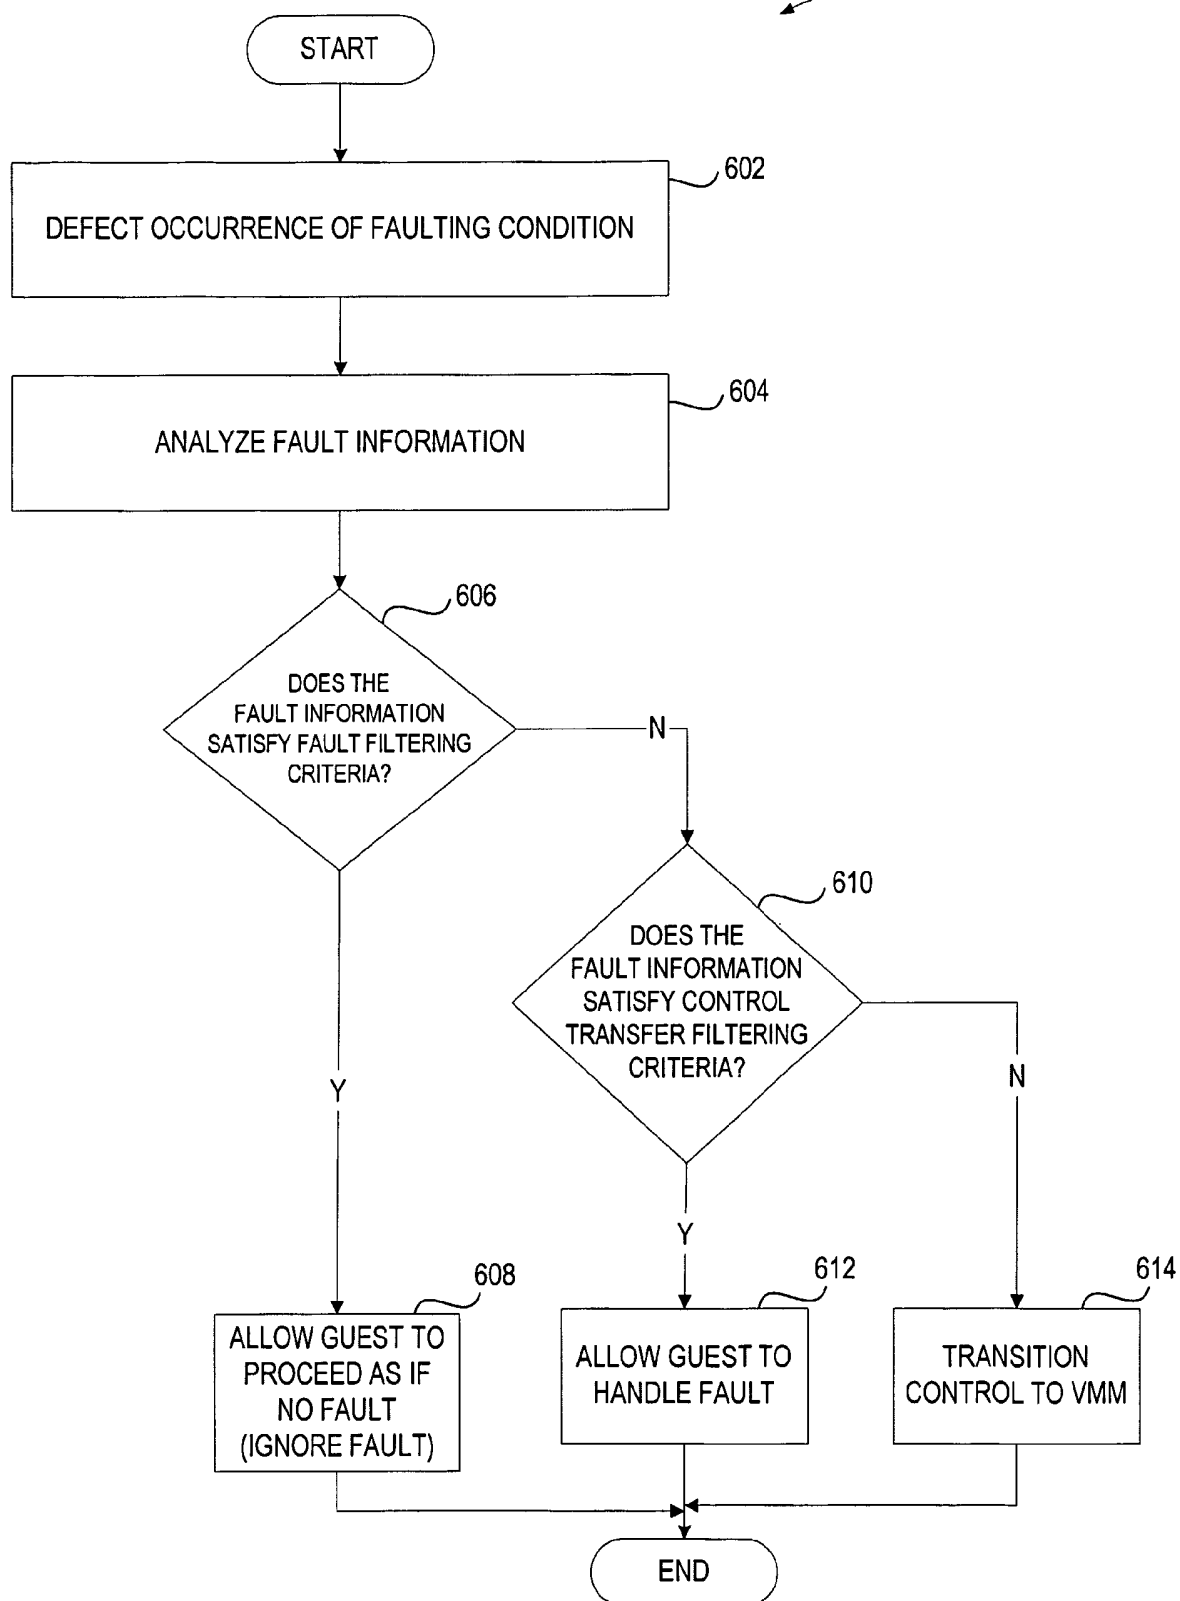 START
602
DEFECT OCCURRENCE OF FAULTING CONDITION
604
ANALYZE FAULT INFORMATION
606
DOES THE
FAULT INFORMATION
SATISFY FAULT FILTERING
CRITERIA?
N
610
DOES THE
FAULT INFORMATION
SATISFY CONTROL
TRANSFER FILTERING
CRITERIA?
Y
N
Y
608
ALLOW GUEST TO
PROCEED AS IF
NO FAULT
(IGNORE FAULT)
612
ALLOW GUEST TO
HANDLE FAULT
614
TRANSITION
CONTROL TO VMM
END